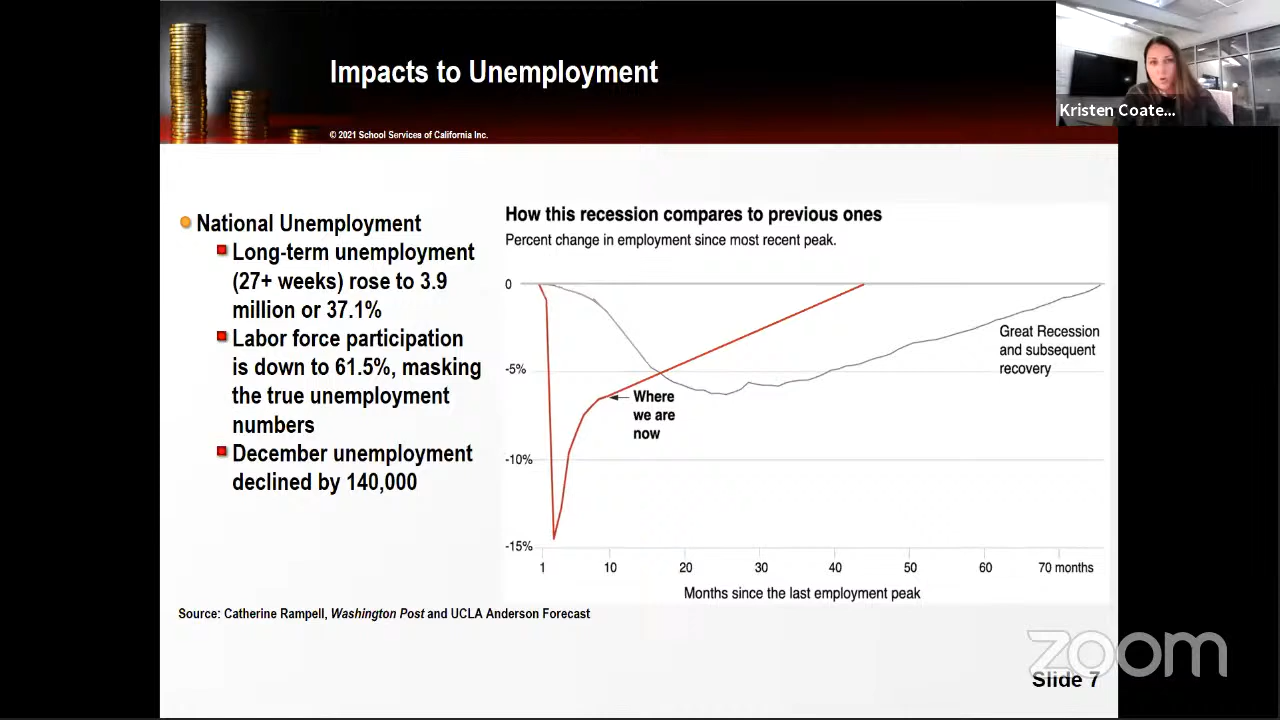 Impacts to Unemployment
© 2021 School Services of California Inc.
Kristen Coate...
National Unemployment
Long-term unemployment
(27+ weeks) rose to 3.9
million or 37.1%
Labor force participation
is down to 61.5%, masking
the true unemployment
numbers
December unemployment
declined by 140,000
How this recession compares to previous ones
Percent change in employment since most recent peak.
0
-5%
-10%
-15%
Great Recession
and subsequent
recovery
Where
we are
now
1 10 20 30 40 50 60 70 months
Months since the last employment peak
Source: Catherine Rampell, Washington Post and UCLA Anderson Forecast
zoom
Slide 7